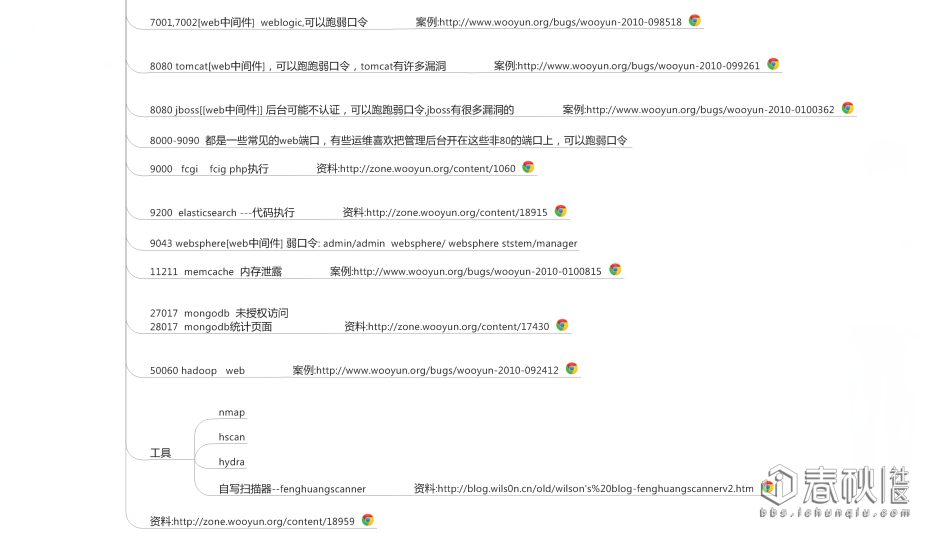 7001,7002[web中间件]  weblogic,可以跑弱口令  案例:http://www.wooyun.org/bugs/wooyun-2010-098518
8080 tomcat[web中间件]，可以跑跑弱口令，tomcat有许多漏洞  案例:http://www.wooyun.org/bugs/wooyun-2010-099261
8080 jboss[[web中间件]] 后台可能不认证，可以跑跑弱口令,jboss有很多漏洞的  案例:http://www.wooyun.org/bugs/wooyun-2010-0100362
8000-9090  都是一些常见的web端口，有些运维喜欢把管理后台开在这些非80的端口上，可以跑弱口令
9000  fcgi  fcig php执行  资料:http://zone.wooyun.org/content/1060
9200  elasticsearch ---代码执行  资料:http://zone.wooyun.org/content/18915
9043 websphere[web中间件] 弱口令: admin/admin  websphere/ websphere ststem/manager
11211  memcache  内存泄露  案例:http://www.wooyun.org/bugs/wooyun-2010-0100815
27017  mongodb  未授权访问
28017  mongodb统计页面  资料:http://zone.wooyun.org/content/17430
50060 hadoop  web  案例:http://www.wooyun.org/bugs/wooyun-2010-092412
工具
nmap
hscan
hydra
自写扫描器--fenghuangscanner  资料:http://blog.wils0n.cn/old/wilson's%20blog-fenghuangscannerv2.htm
春秋社区
bbs.ichunqiu.com
资料:http://zone.wooyun.org/content/18959